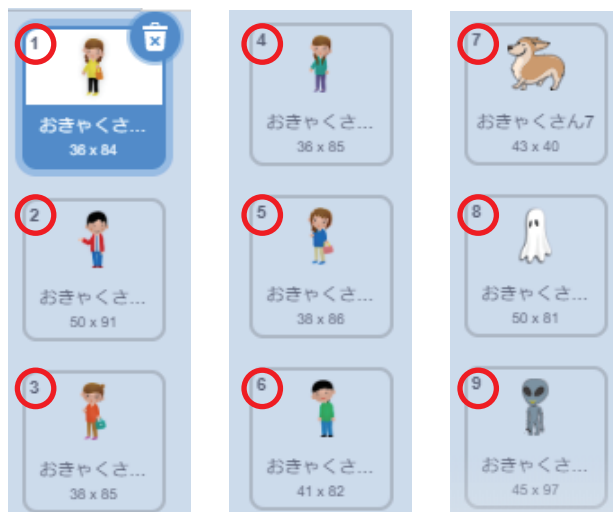 1
おきゃくさ...
36 x 84
2
おきゃくさ...
50 x 91
3
おきゃくさ...
38 x 85
4
おきゃくさ...
36 x 85
5
おきゃくさ...
38 x 86
6
おきゃくさ...
41 x 82
7
おきゃくさん7
43 x 40
8
おきゃくさ...
50 x 81
9
おきゃくさ...
45 x 97